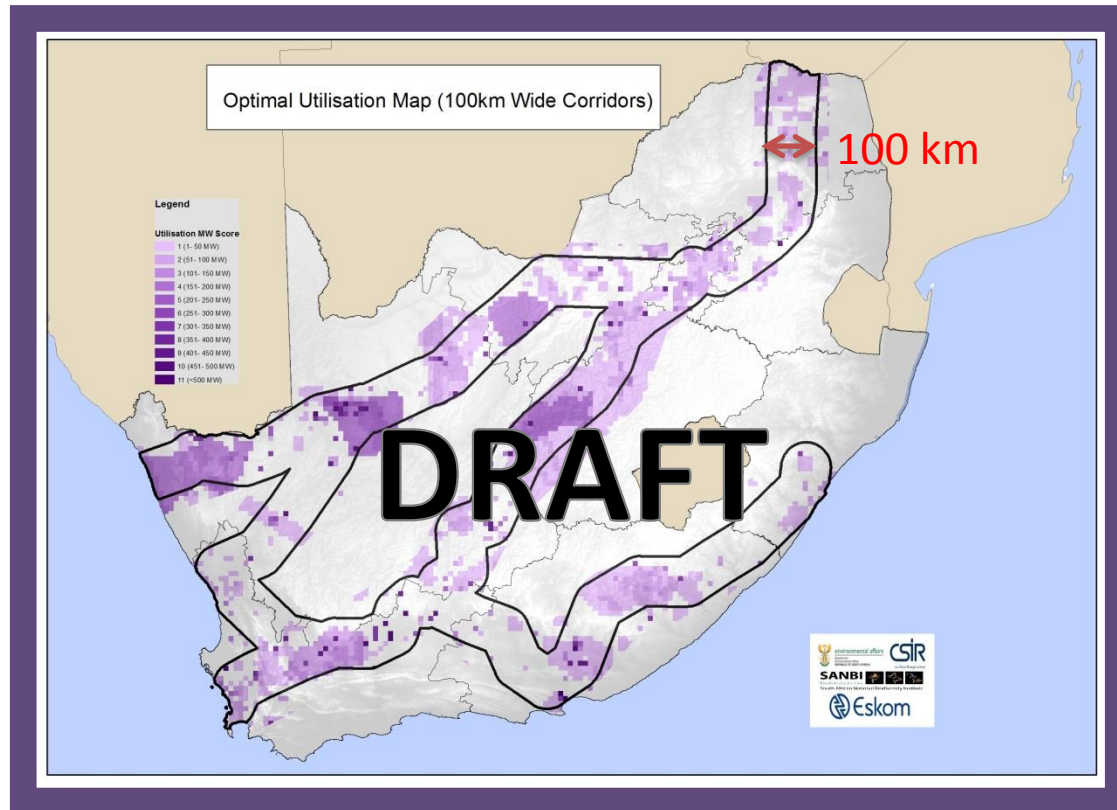 Optimal Utilisation Map (100km Wide Corridors)
100 km
Legend
Utilisation MW Score
1 (1- 50 MW)
2 (51- 100 MW)
3 (101- 150 MW)
4 (151- 200 MW)
5 (201- 250 MW)
6 (251- 300 MW)
7 (301- 350 MW)
8 (351- 400 MW)
9 (401- 450 MW)
10 (451- 500 MW)
11 (<500 MW)
DRAFT
environmental affairs
CSIR
SANBI
South African National Biodiversity Institute
Eskom